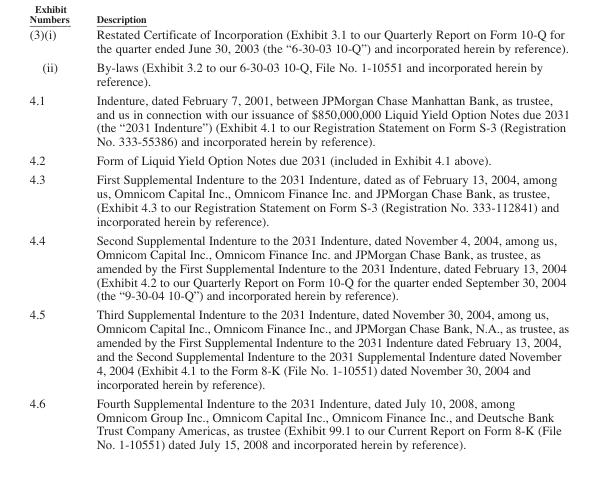 Exhibit
Numbers Description
(3)(i) Restated Certificate of Incorporation (Exhibit 3.1 to our Quarterly Report on Form 10-Q for
the quarter ended June 30, 2003 (the “6-30-03 10-Q”) and incorporated herein by reference).
(ii) By-laws (Exhibit 3.2 to our 6-30-03 10-Q, File No. 1-10551 and incorporated herein by
reference).
4.1 Indenture, dated February 7, 2001, between JPMorgan Chase Manhattan Bank, as trustee,
and us in connection with our issuance of $850,000,000 Liquid Yield Option Notes due 2031
(the “2031 Indenture”) (Exhibit 4.1 to our Registration Statement on Form S-3 (Registration
No. 333-55386) and incorporated herein by reference).
4.2 Form of Liquid Yield Option Notes due 2031 (included in Exhibit 4.1 above).
4.3 First Supplemental Indenture to the 2031 Indenture, dated as of February 13, 2004, among
us, Omnicom Capital Inc., Omnicom Finance Inc. and JPMorgan Chase Bank, as trustee,
(Exhibit 4.3 to our Registration Statement on Form S-3 (Registration No. 333-112841) and
incorporated herein by reference).
4.4 Second Supplemental Indenture to the 2031 Indenture, dated November 4, 2004, among us,
Omnicom Capital Inc., Omnicom Finance Inc. and JPMorgan Chase Bank, as trustee, as
amended by the First Supplemental Indenture to the 2031 Indenture, dated February 13, 2004
(Exhibit 4.2 to our Quarterly Report on Form 10-Q for the quarter ended September 30, 2004
(the “9-30-04 10-Q”) and incorporated herein by reference).
4.5 Third Supplemental Indenture to the 2031 Indenture, dated November 30, 2004, among us,
Omnicom Capital Inc., Omnicom Finance Inc., and JPMorgan Chase Bank, N.A., as trustee, as
amended by the First Supplemental Indenture to the 2031 Indenture dated February 13, 2004,
and the Second Supplemental Indenture to the 2031 Supplemental Indenture dated November
4, 2004 (Exhibit 4.1 to the Form 8-K (File No. 1-10551) dated November 30, 2004 and
incorporated herein by reference).
4.6 Fourth Supplemental Indenture to the 2031 Indenture, dated July 10, 2008, among
Omnicom Group Inc., Omnicom Capital Inc., Omnicom Finance Inc., and Deutsche Bank
Trust Company Americas, as trustee (Exhibit 99.1 to our Current Report on Form 8-K (File
No. 1-10551) dated July 15, 2008 and incorporated herein by reference).